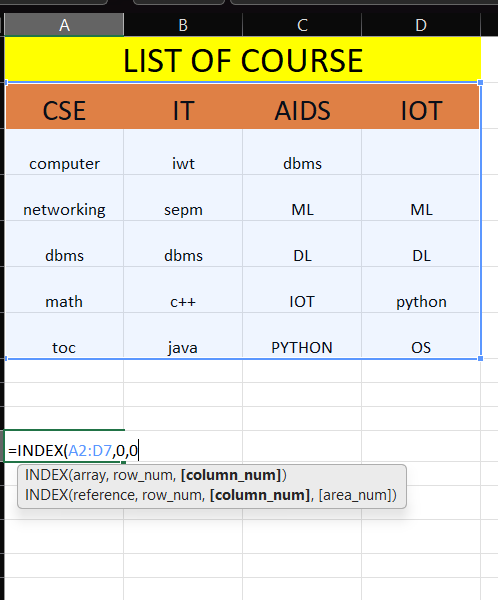 A B C D
LIST OF COURSE
CSE IT AIDS IOT
computer iwt dbms
networking sepm ML ML
dbms dbms DL DL
math c++ IOT python
toc java PYTHON OS
=INDEX(A2:D7,0,0
INDEX(array, row_num, [column_num])
INDEX(reference, row_num, [column_num], [area_num])